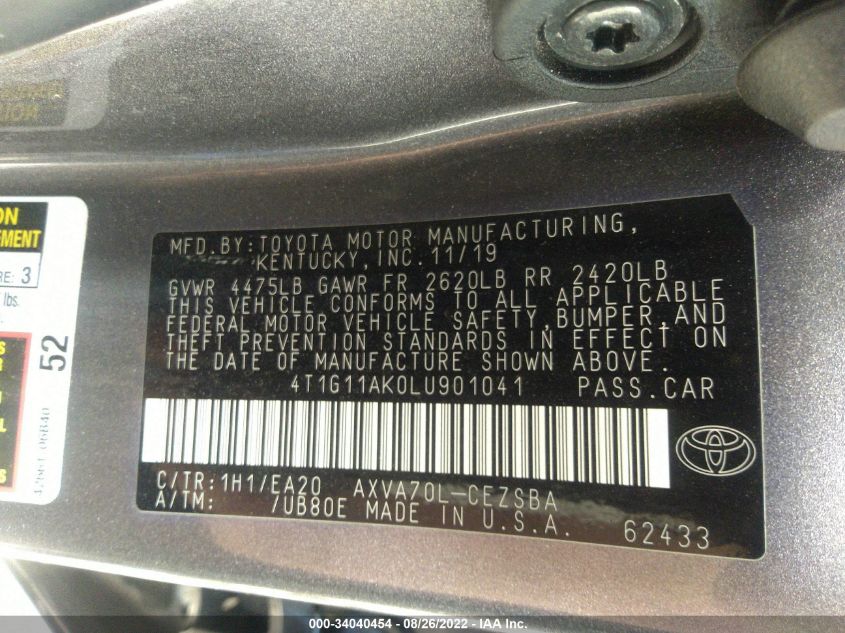 MFD.BY:TOYOTA MOTOR MANUFACTURING,
KENTUCKY, INC. 11/19
GVWR 4475LB GAWR FR 2620LB RR 2420LB
THIS VEHICLE CONFORMS TO ALL APPLICABLE
FEDERAL MOTOR VEHICLE SAFETY, BUMPER, AND
THEFT PREVENTION STANDARDS IN EFFECT ON
THE DATE OF MANUFACTURE SHOWN ABOVE.
4T1G11AK0LU901041 PASS.CAR
C/TR:1H1/EA20 AXVA70L-CEZSBA
A/TM: /UB80E MADE IN U.S.A. 62433
ON
EMENT
RE: 3
lbs.
52
000-34040454 - 08/26/2022 - IAA Inc.